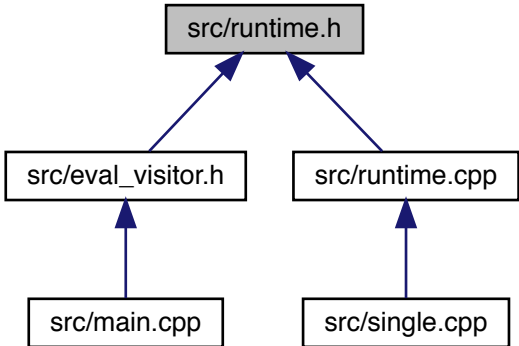 src/runtime.h
src/eval_visitor.h
src/runtime.cpp
src/main.cpp
src/single.cpp